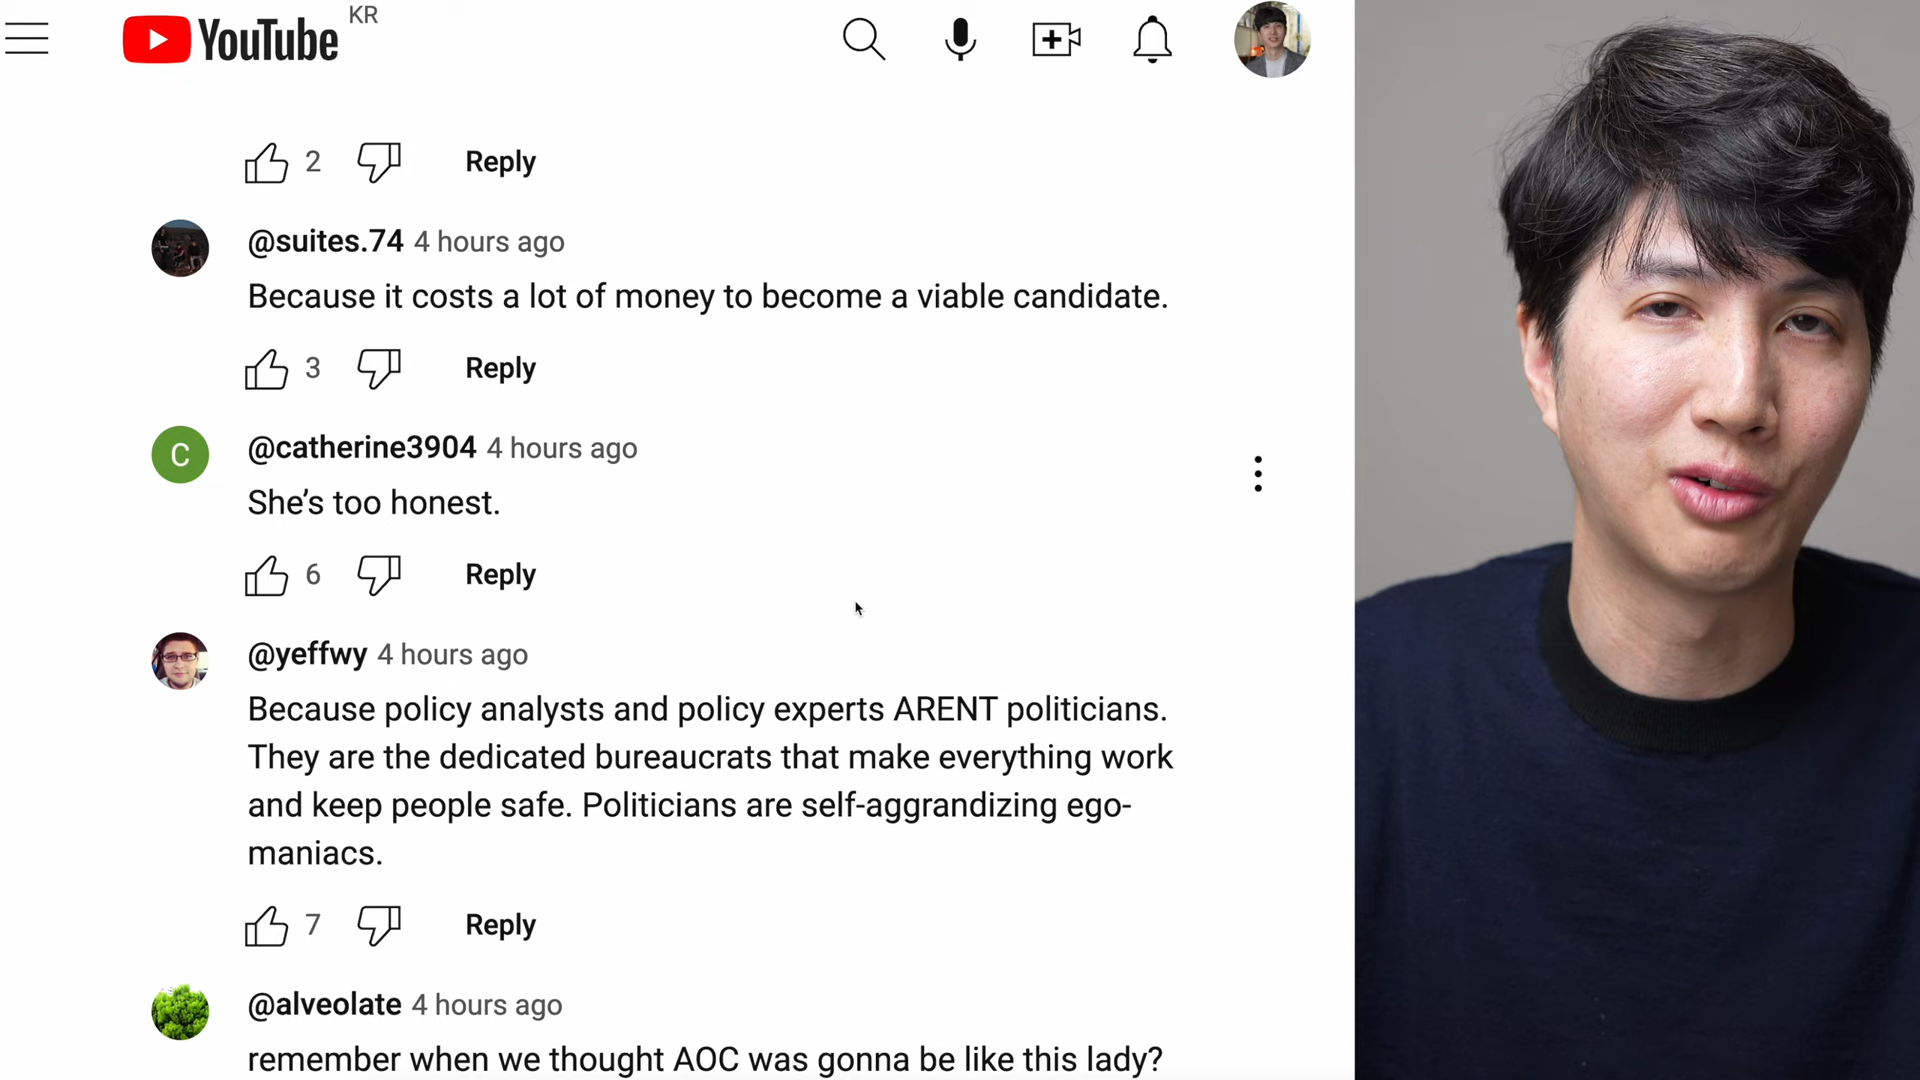 YouTube KR
2 Reply
@suites.74 4 hours ago
Because it costs a lot of money to become a viable candidate.
3 Reply
C @catherine3904 4 hours ago
She's too honest.
6 Reply
@yeffwy 4 hours ago
Because policy analysts and policy experts ARENT politicians.
They are the dedicated bureaucrats that make everything work
and keep people safe. Politicians are self-aggrandizing ego-
maniacs.
7 Reply
@alveolate 4 hours ago
remember when we thought AOC was gonna be like this lady?